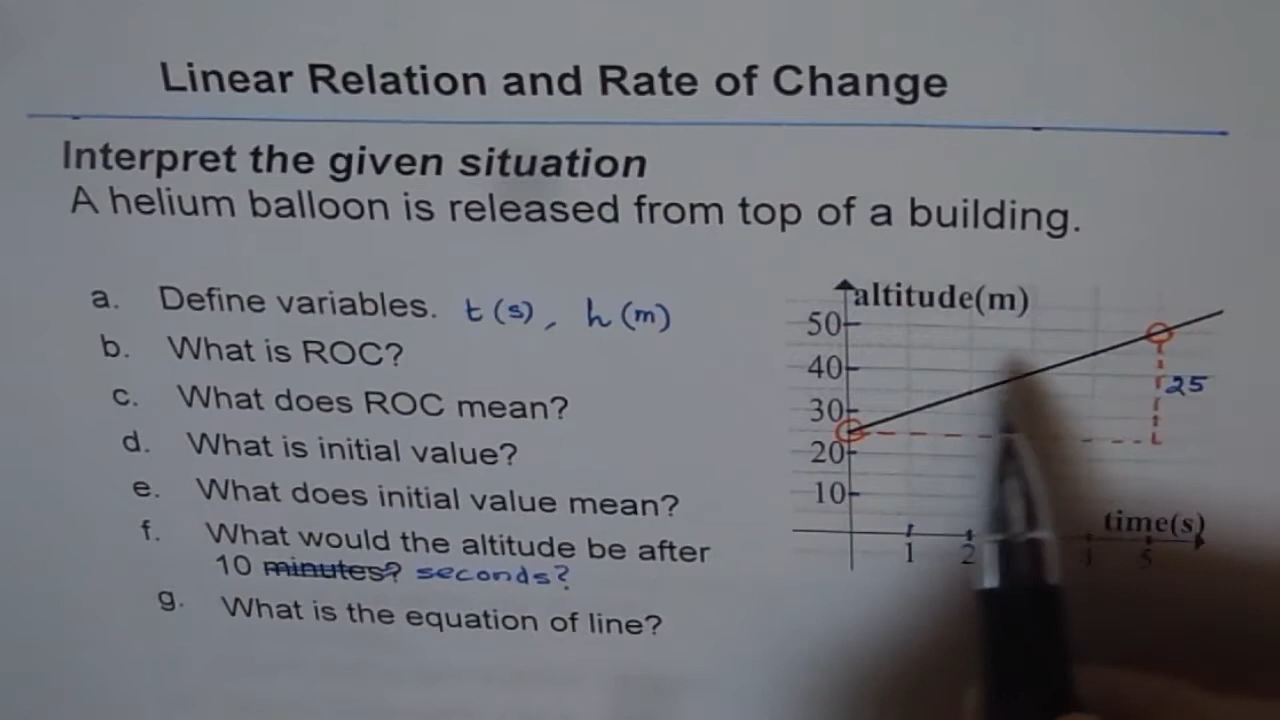 Linear Relation and Rate of Change
Interpret the given situation
A helium balloon is released from top of a building.
a. Define variables. t(s), h(m)
b. What is ROC?
c. What does ROC mean?
d. What is initial value?
e. What does initial value mean?
f. What would the altitude be after
10 minutes? seconds?
g. What is the equation of line?
altitude(m)
50
40
25
30
20
10
time(s)
1 2 5